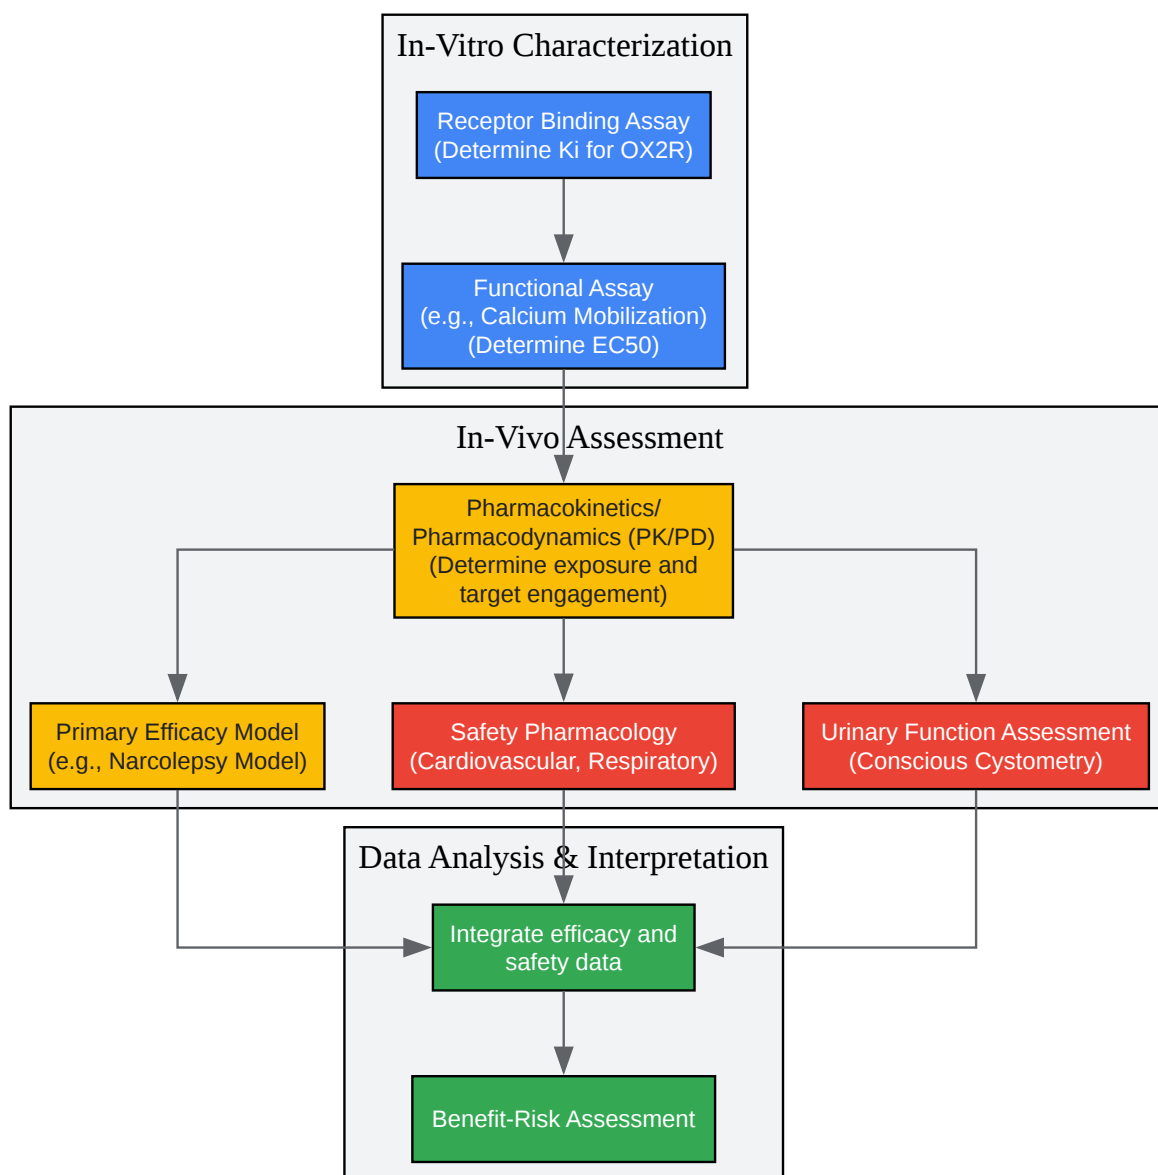 In-Vitro Characterization
Receptor Binding Assay
(Determine Ki for OX2R)
Functional Assay
(e.g., Calcium Mobilization)
(Determine EC50)
In-Vivo Assessment
Pharmacokinetics/
Pharmacodynamics (PK/PD)
(Determine exposure and
target engagement)
Primary Efficacy Model
(e.g., Narcolepsy Model)
Safety Pharmacology
(Cardiovascular, Respiratory)
Urinary Function Assessment
(Conscious Cystometry)
Data Analysis & Interpretation
Integrate efficacy and
safety data
Benefit-Risk Assessment